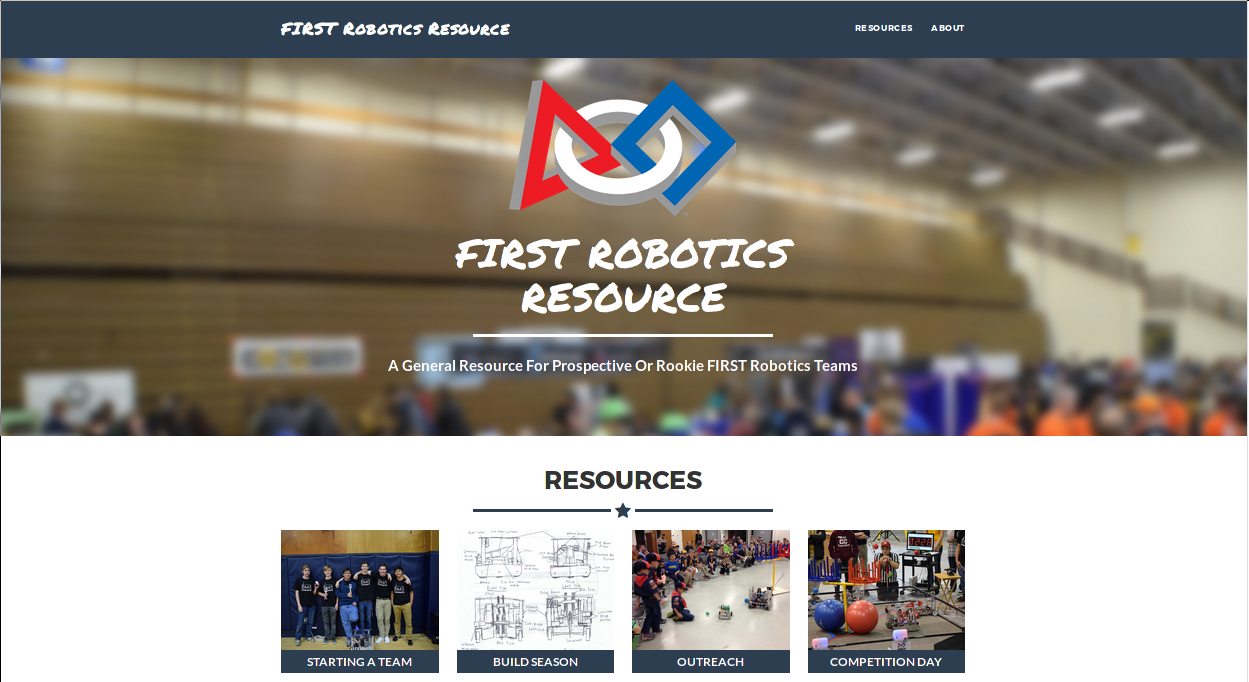 FIRST Robotics Resource
RESOURCES ABOUT
FIRST ROBOTICS
RESOURCE
A General Resource For Prospective Or Rookie FIRST Robotics Teams
RESOURCES
STARTING A TEAM
BUILD SEASON
OUTREACH
COMPETITION DAY